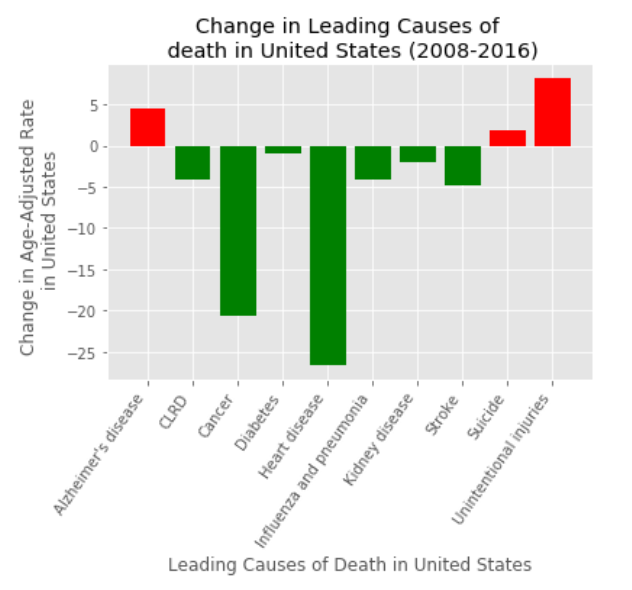 Change in Leading Causes of
death in United States (2008-2016)
Change in Age-Adjusted Rate
in United States
5
0
−5
−10
−15
−20
−25
Alzheimer's disease
CLRD
Cancer
Diabetes
Heart disease
Influenza and pneumonia
Kidney disease
Stroke
Suicide
Unintentional injuries
Leading Causes of Death in United States